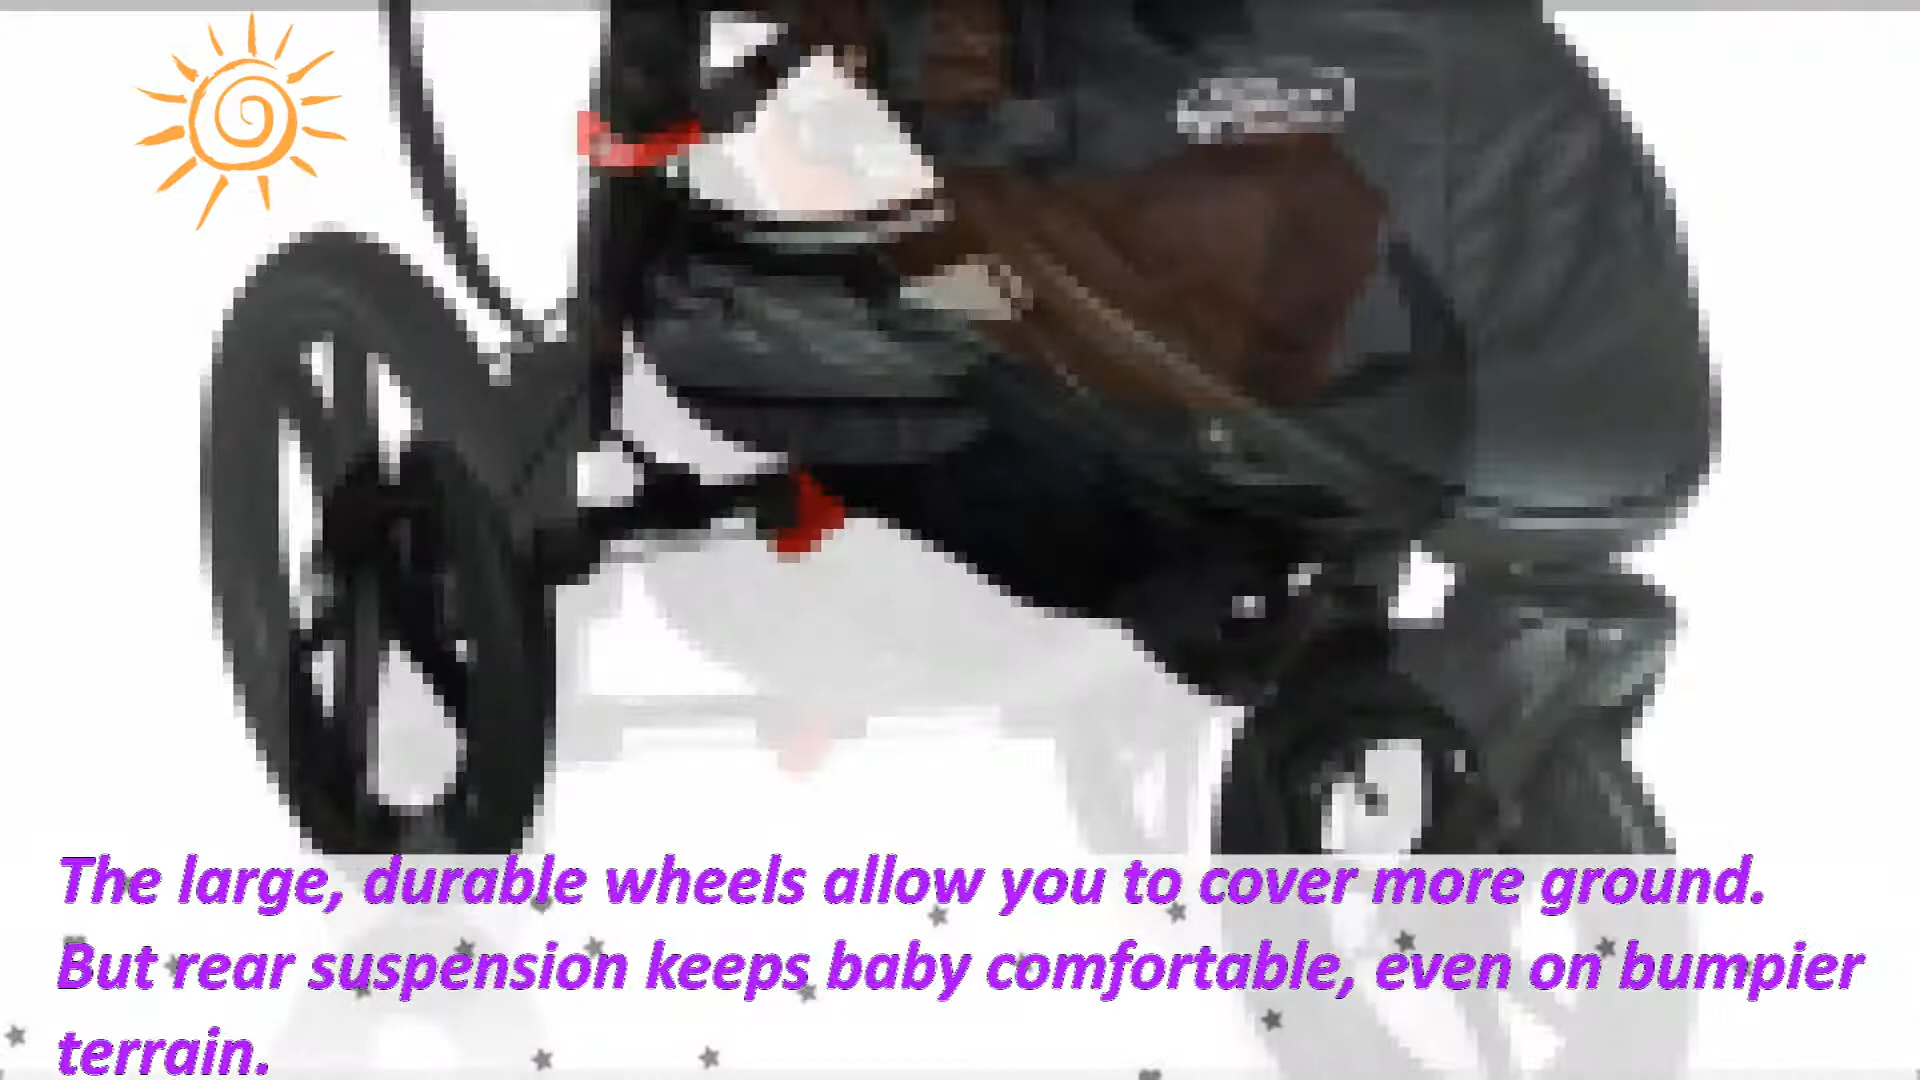 The large, durable wheels allow you to cover more ground.
But rear suspension keeps baby comfortable, even on bumpier
terrain.